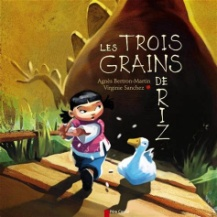 LES TROIS
GRAINS
DE RIZ
Agnès Bertron-Martin
Virginie Sanchez